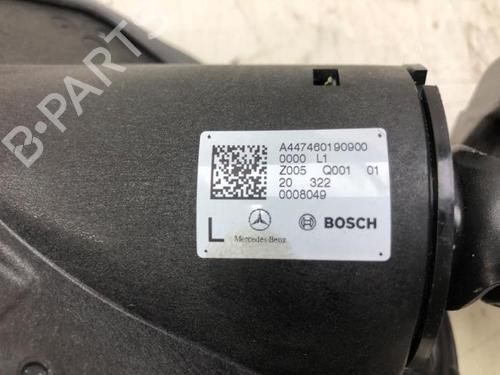 A447460190900
0000 L1
Z005 Q001 01
20 322
0008049
L Mercedes-Benz BOSCH
B-PARTS